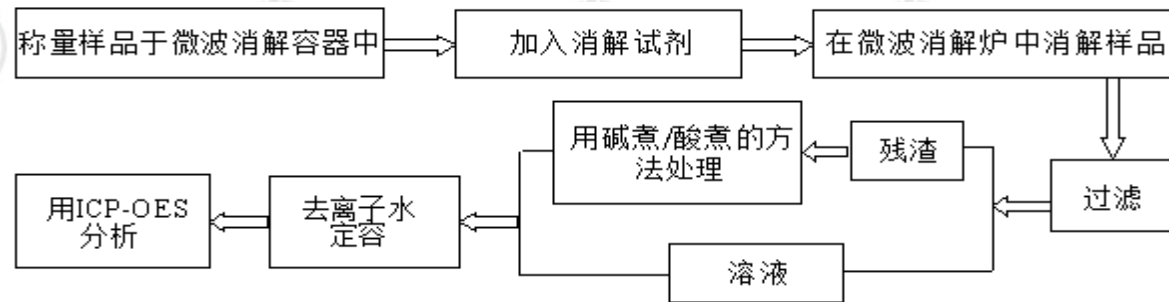 称量样品于微波消解容器中
加入消解试剂
在微波消解炉中消解样品
过滤
残渣
用碱煮/酸煮的方
法处理
溶液
去离子水
定容
用ICP-OES
分析